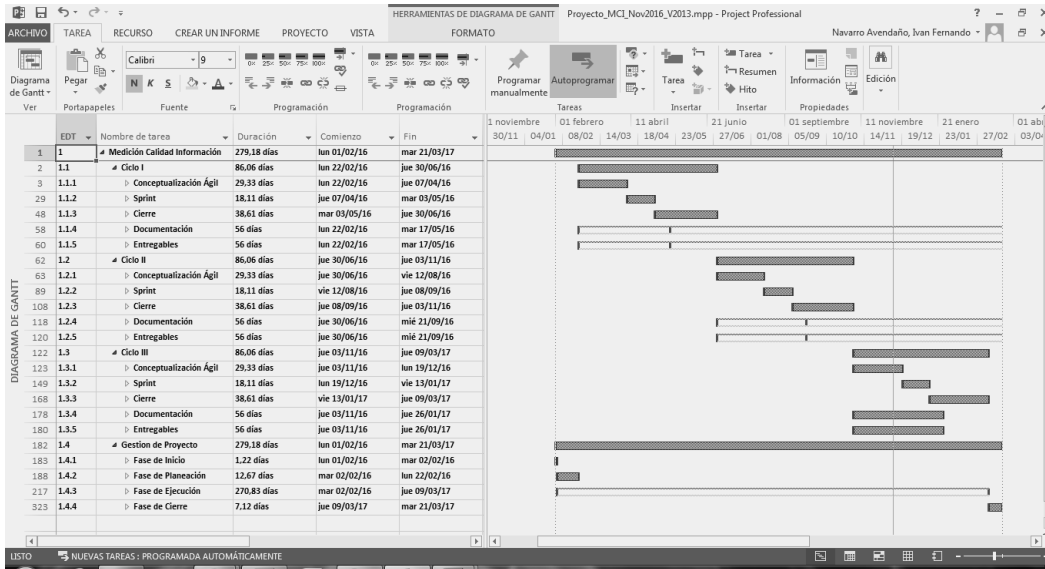 HERRAMIENTAS DE DIAGRAMA DE GANTT Proyecto_MCI_Nov2016_V2013.mpp - Project Professional
ARCHIVO TAREA RECURSO CREAR UN INFORME PROYECTO VISTA FORMATO Navarro Avendaño, Ivan Fernando
Calibri 9
N K S A
0× 25× 50× 75× 100×
0× 25× 50× 75× 100×
Diagrama de Gantt
Pegar
Programar manualmente
Autoprogramar
Tarea
Tarea
Resumen
Hito
Información
Edición
Ver Portapapeles Fuente Programación Programación Tareas Insertar Insertar Propiedades
1 noviembre 01 febrero 11 abril 21 junio 01 septiembre 11 noviembre 21 enero 01 abr
EDT Nombre de tarea Duración Comienzo Fin 30/11 04/01 08/02 14/03 18/04 23/05 27/06 01/08 05/09 10/10 14/11 19/12 23/01 27/02 03/04
1 1 Medición Calidad Información 279,18 días lun 01/02/16 mar 21/03/17
2 1.1 Ciclo I 86,06 días lun 22/02/16 jue 30/06/16
3 1.1.1 Conceptualización Ágil 29,33 días lun 22/02/16 jue 07/04/16
29 1.1.2 Sprint 18,11 días jue 07/04/16 mar 03/05/16
48 1.1.3 Cierre 38,61 días mar 03/05/16 jue 30/06/16
58 1.1.4 Documentación 56 días lun 22/02/16 mar 17/05/16
60 1.1.5 Entregables 56 días lun 22/02/16 mar 17/05/16
62 1.2 Ciclo II 86,06 días jue 30/06/16 jue 03/11/16
63 1.2.1 Conceptualización Ágil 29,33 días jue 30/06/16 vie 12/08/16
89 1.2.2 Sprint 18,11 días vie 12/08/16 jue 08/09/16
108 1.2.3 Cierre 38,61 días jue 08/09/16 jue 03/11/16
118 1.2.4 Documentación 56 días jue 30/06/16 mié 21/09/16
120 1.2.5 Entregables 56 días jue 30/06/16 mié 21/09/16
122 1.3 Ciclo III 86,06 días jue 03/11/16 jue 09/03/17
123 1.3.1 Conceptualización Ágil 29,33 días jue 03/11/16 lun 19/12/16
149 1.3.2 Sprint 18,11 días lun 19/12/16 vie 13/01/17
168 1.3.3 Cierre 38,61 días vie 13/01/17 jue 09/03/17
178 1.3.4 Documentación 56 días jue 03/11/16 jue 26/01/17
180 1.3.5 Entregables 56 días jue 03/11/16 jue 26/01/17
182 1.4 Gestion de Proyecto 279,18 días lun 01/02/16 mar 21/03/17
183 1.4.1 Fase de Inicio 1,22 días lun 01/02/16 mar 02/02/16
188 1.4.2 Fase de Planeación 12,67 días mar 02/02/16 lun 22/02/16
217 1.4.3 Fase de Ejecución 270,83 días mar 02/02/16 jue 09/03/17
323 1.4.4 Fase de Cierre 7,12 días jue 09/03/17 mar 21/03/17
DIAGRAMA DE GANTT
LISTO NUEVAS TAREAS : PROGRAMADA AUTOMÁTICAMENTE